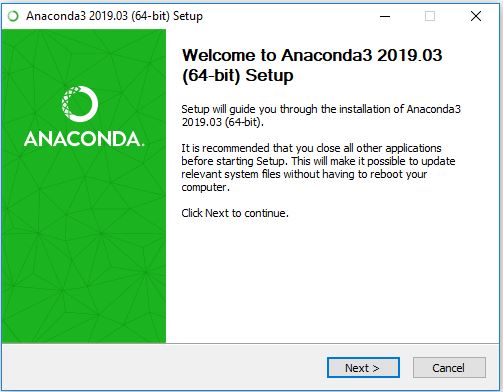 Anaconda3 2019.03 (64-bit) Setup
ANACONDA.
Welcome to Anaconda3 2019.03
(64-bit) Setup
Setup will guide you through the installation of Anaconda3
2019.03 (64-bit).
It is recommended that you close all other applications
before starting Setup. This will make it possible to update
relevant system files without having to reboot your
computer.
Click Next to continue.
Next >
Cancel